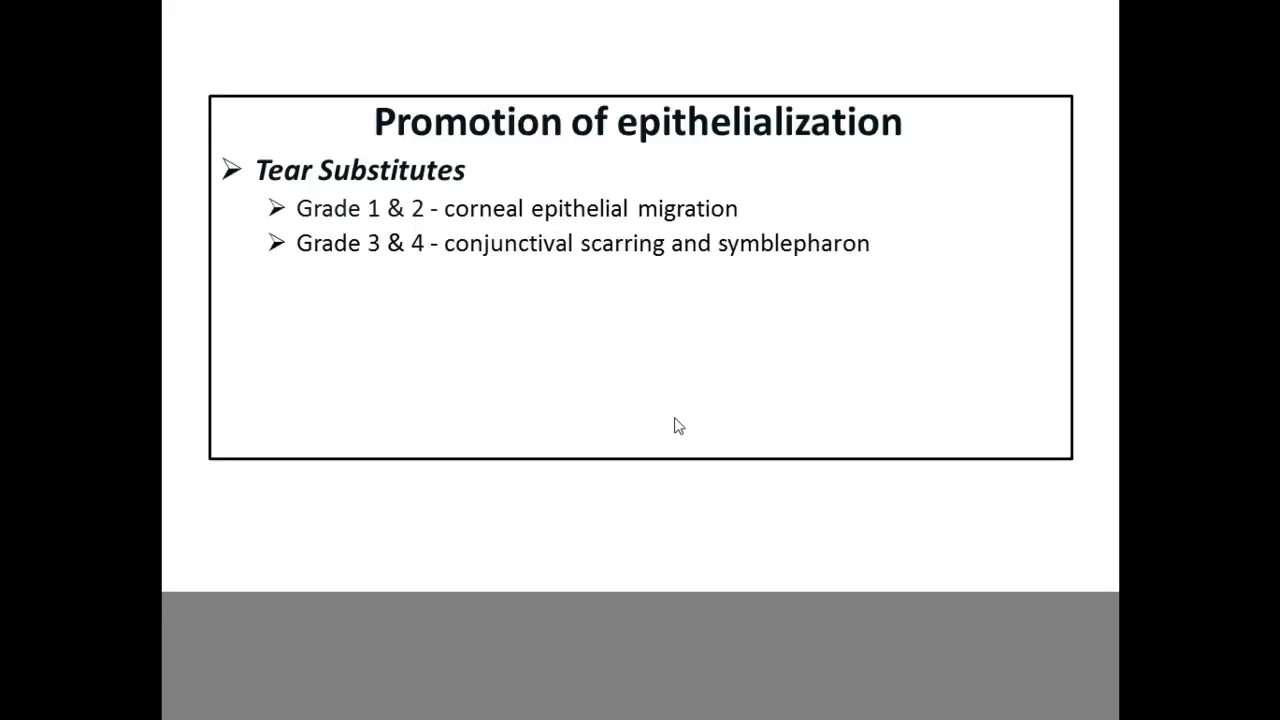 Promotion of epithelialization
➢ Tear Substitutes
➢ Grade 1 & 2 - corneal epithelial migration
➢ Grade 3 & 4 - conjunctival scarring and symblepharon